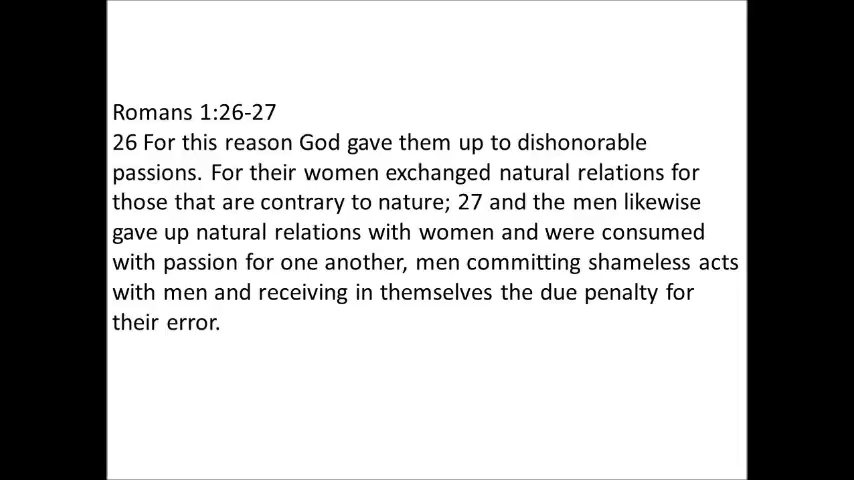 Romans 1:26-27
26 For this reason God gave them up to dishonorable
passions. For their women exchanged natural relations for
those that are contrary to nature; 27 and the men likewise
gave up natural relations with women and were consumed
with passion for one another, men committing shameless acts
with men and receiving in themselves the due penalty for
their error.